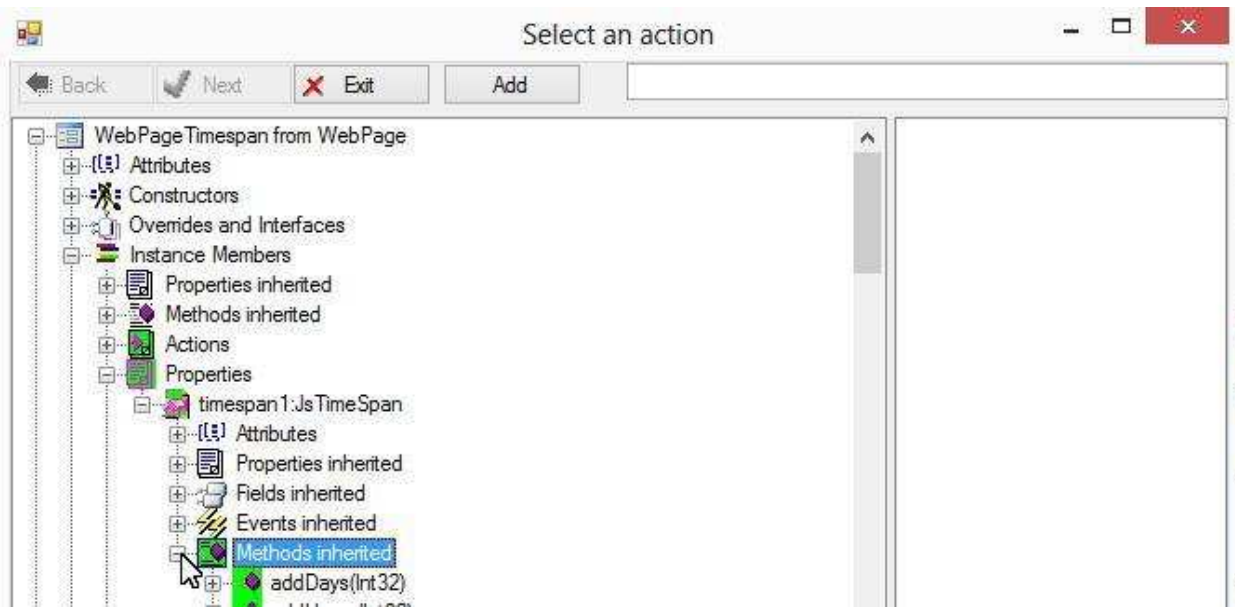 Select an action
Back Next Exit Add
WebPageTimespan from WebPage
Attributes
Constructors
Overrides and Interfaces
Instance Members
Properties inherited
Methods inherited
Actions
Properties
timespan1:JsTimeSpan
Attributes
Properties inherited
Fields inherited
Events inherited
Methods inherited
addDays(Int32)